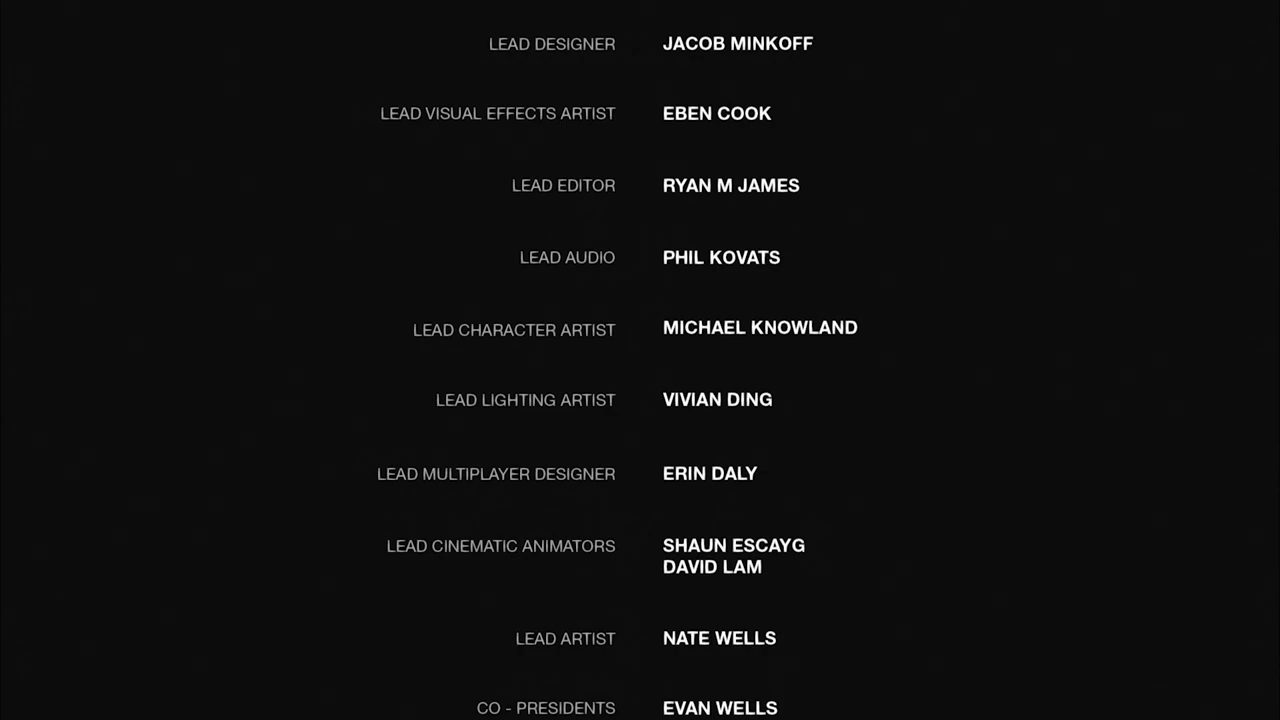 LEAD DESIGNER JACOB MINKOFF
LEAD VISUAL EFFECTS ARTIST EBEN COOK
LEAD EDITOR RYAN M JAMES
LEAD AUDIO PHIL KOVATS
LEAD CHARACTER ARTIST MICHAEL KNOWLAND
LEAD LIGHTING ARTIST VIVIAN DING
LEAD MULTIPLAYER DESIGNER ERIN DALY
LEAD CINEMATIC ANIMATORS SHAUN ESCAYG
DAVID LAM
LEAD ARTIST NATE WELLS
CO - PRESIDENTS EVAN WELLS